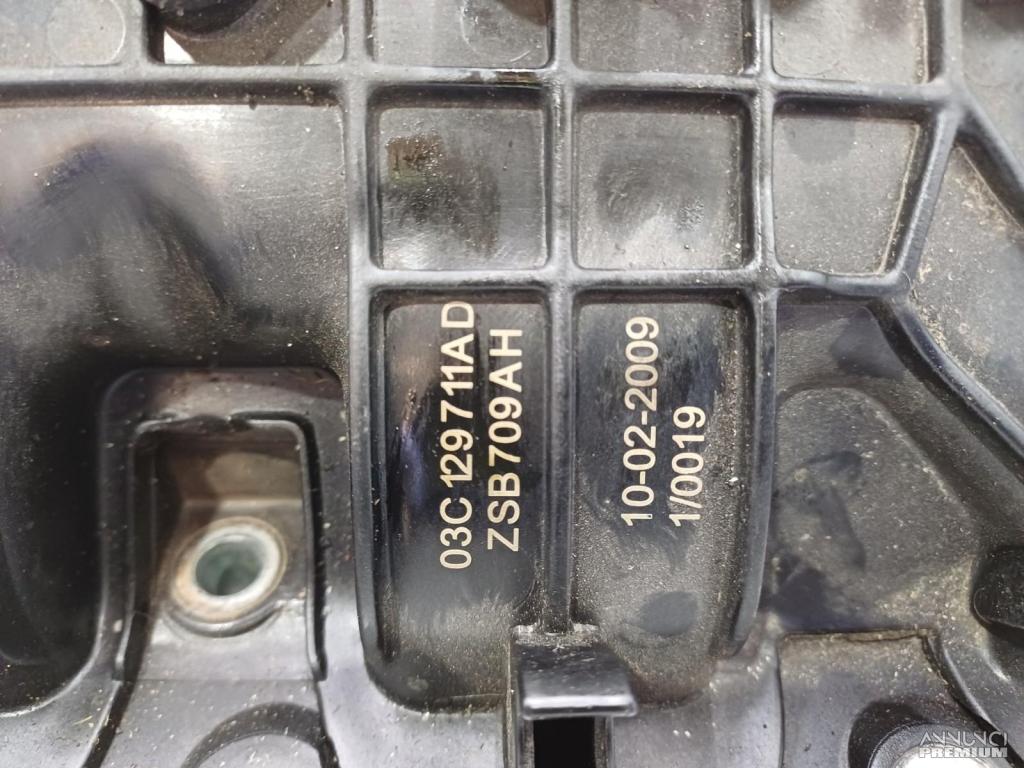 03C 129 711AD
ZSB709AH
10-02-2009
1/0019
ANNUNCI
PREMIUM